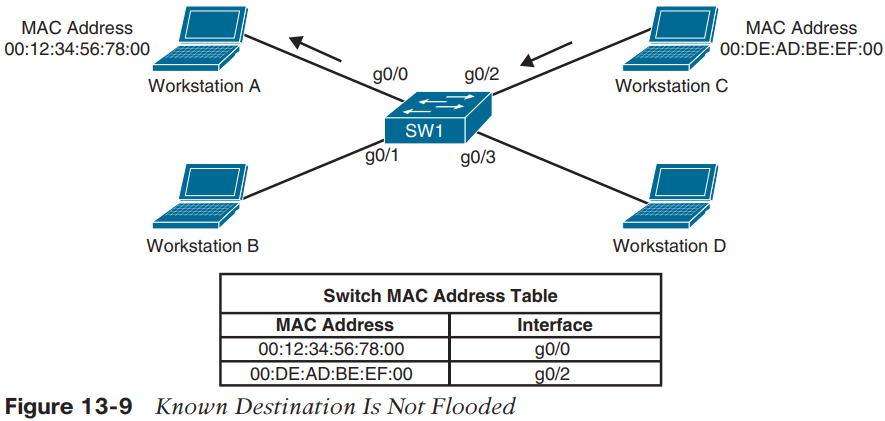 MAC Address
00:12:34:56:78:00
MAC Address
00:DE:AD:BE:EF:00
g0/0
g0/2
Workstation A
Workstation C
SW1
g0/1
g0/3
Workstation B
Workstation D
Switch MAC Address Table
MAC Address Interface
00:12:34:56:78:00 g0/0
00:DE:AD:BE:EF:00 g0/2
Figure 13-9 Known Destination Is Not Flooded